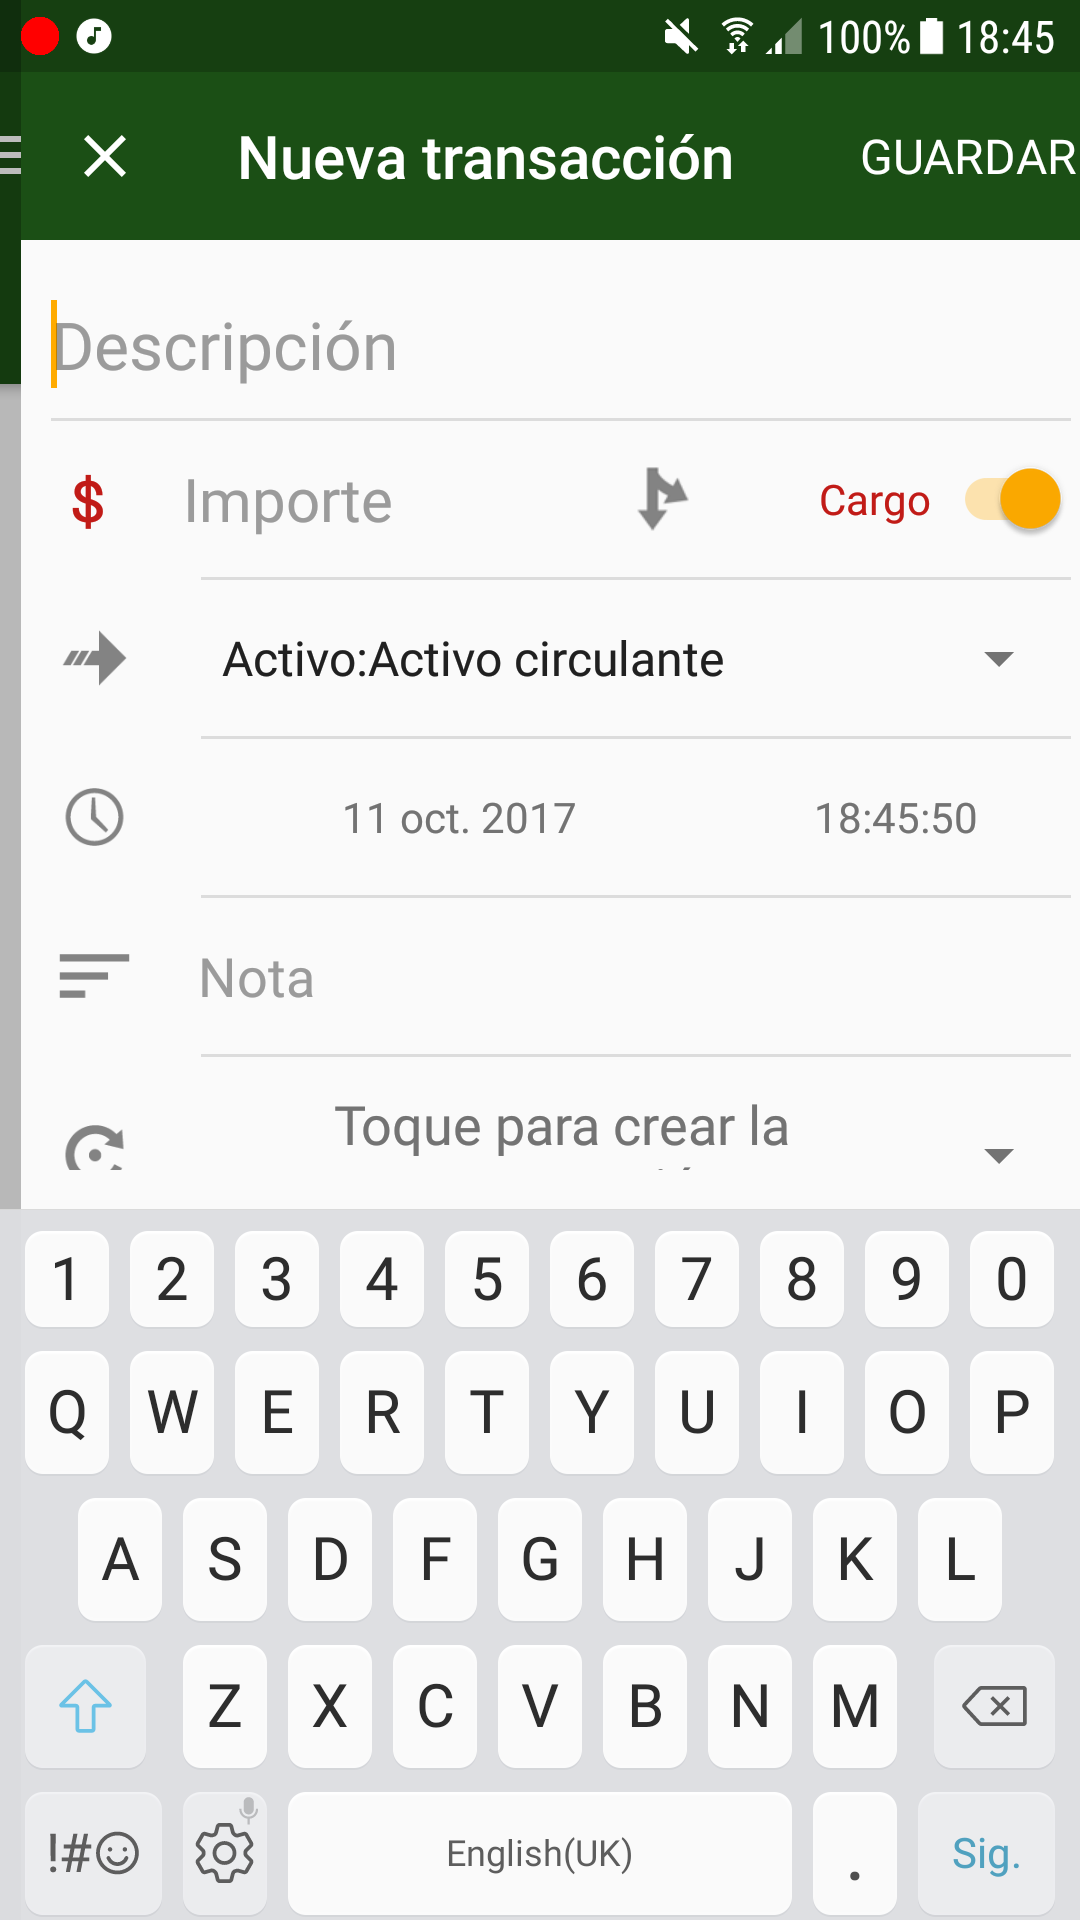 100% 18:45
Nueva transacción GUARDAR
Descripción
$ Importe Cargo
Activo:Activo circulante
11 oct. 2017 18:45:50
Nota
Toque para crear la
1 2 3 4 5 6 7 8 9 0
Q W E R T Y U I O P
A S D F G H J K L
Z X C V B N M
!#☺ English(UK) . Sig.